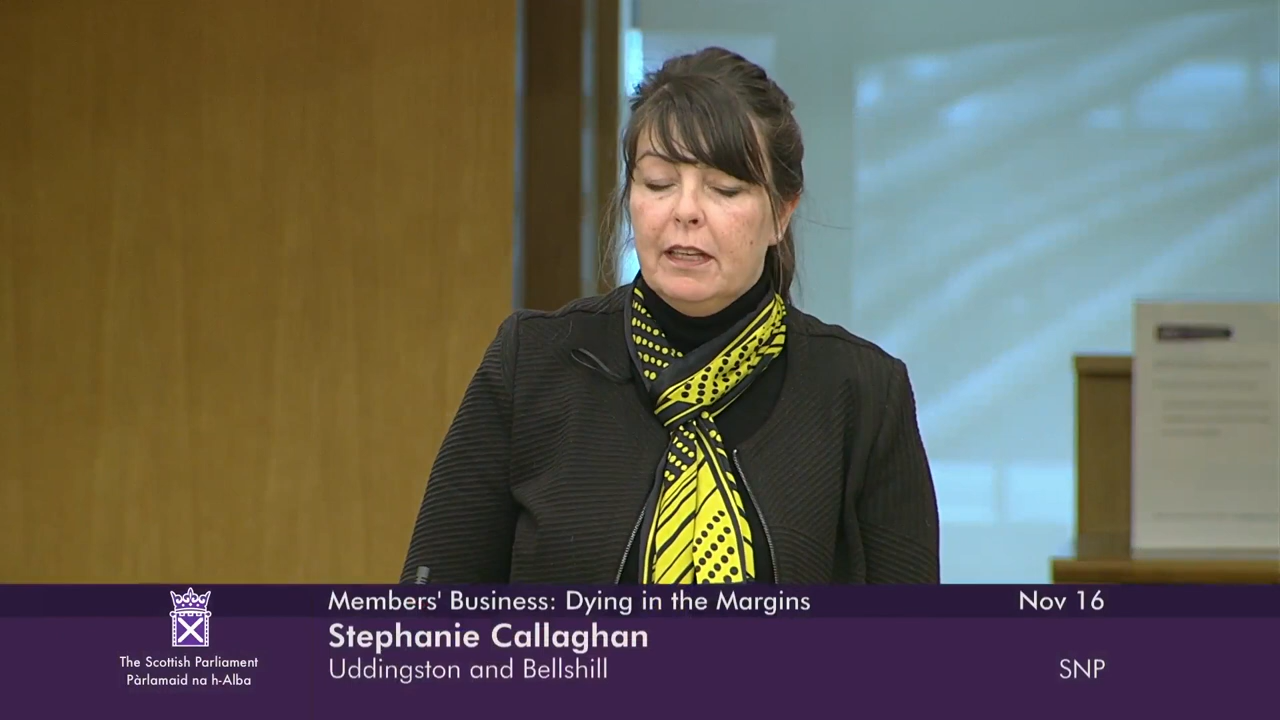 Members' Business: Dying in the Margins
Nov 16
Stephanie Callaghan
Uddingston and Bellshill
SNP
The Scottish Parliament
Pàrlamaid na h-Alba